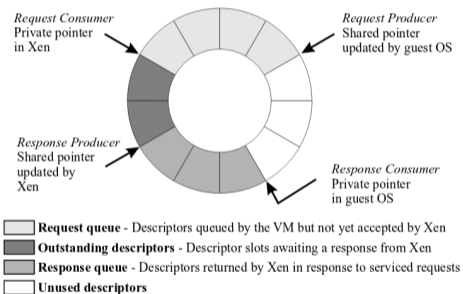 Request Consumer
Private pointer
in Xen
Request Producer
Shared pointer
updated by guest OS
Response Producer
Shared pointer
updated by
Xen
Response Consumer
Private pointer
in guest OS
Request queue - Descriptors queued by the VM but not yet accepted by Xen
Outstanding descriptors - Descriptor slots awaiting a response from Xen
Response queue - Descriptors returned by Xen in response to serviced requests
Unused descriptors